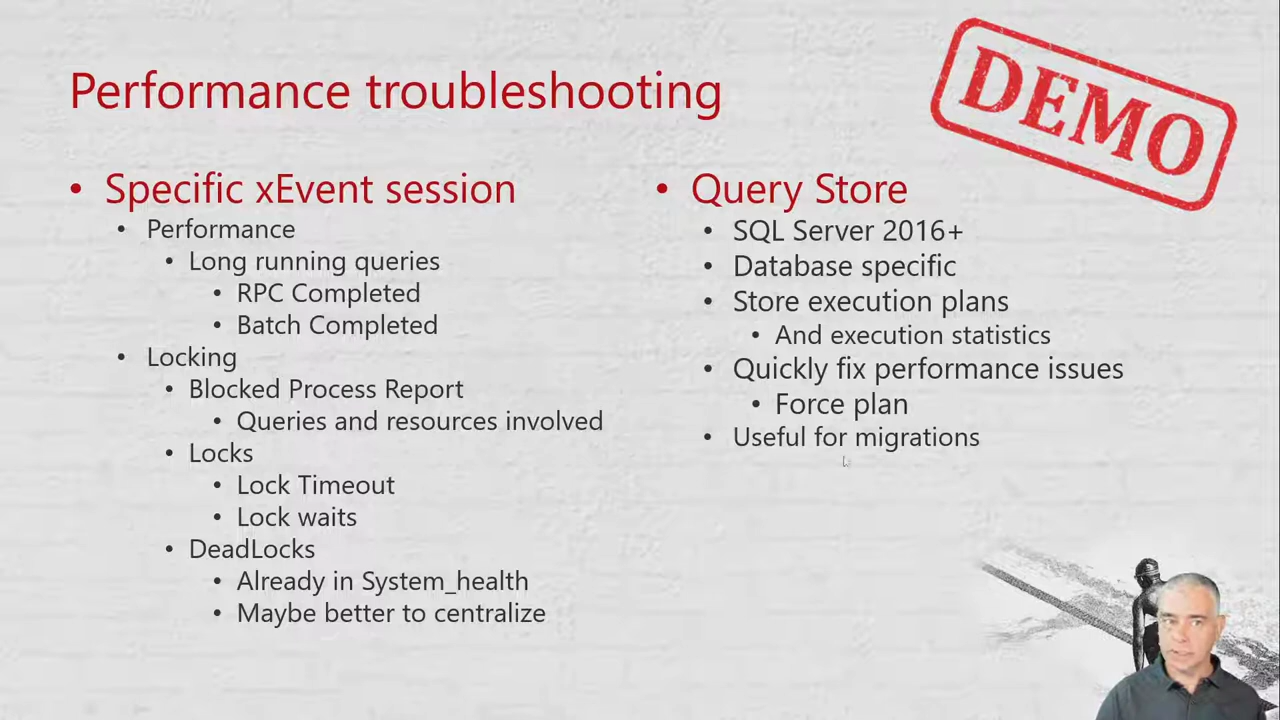 Performance troubleshooting
DEMO
• Specific xEvent session
• Performance
• Long running queries
• RPC Completed
• Batch Completed
• Locking
• Blocked Process Report
• Queries and resources involved
• Locks
• Lock Timeout
• Lock waits
• DeadLocks
• Already in System_health
• Maybe better to centralize
• Query Store
• SQL Server 2016+
• Database specific
• Store execution plans
• And execution statistics
• Quickly fix performance issues
• Force plan
• Useful for migrations